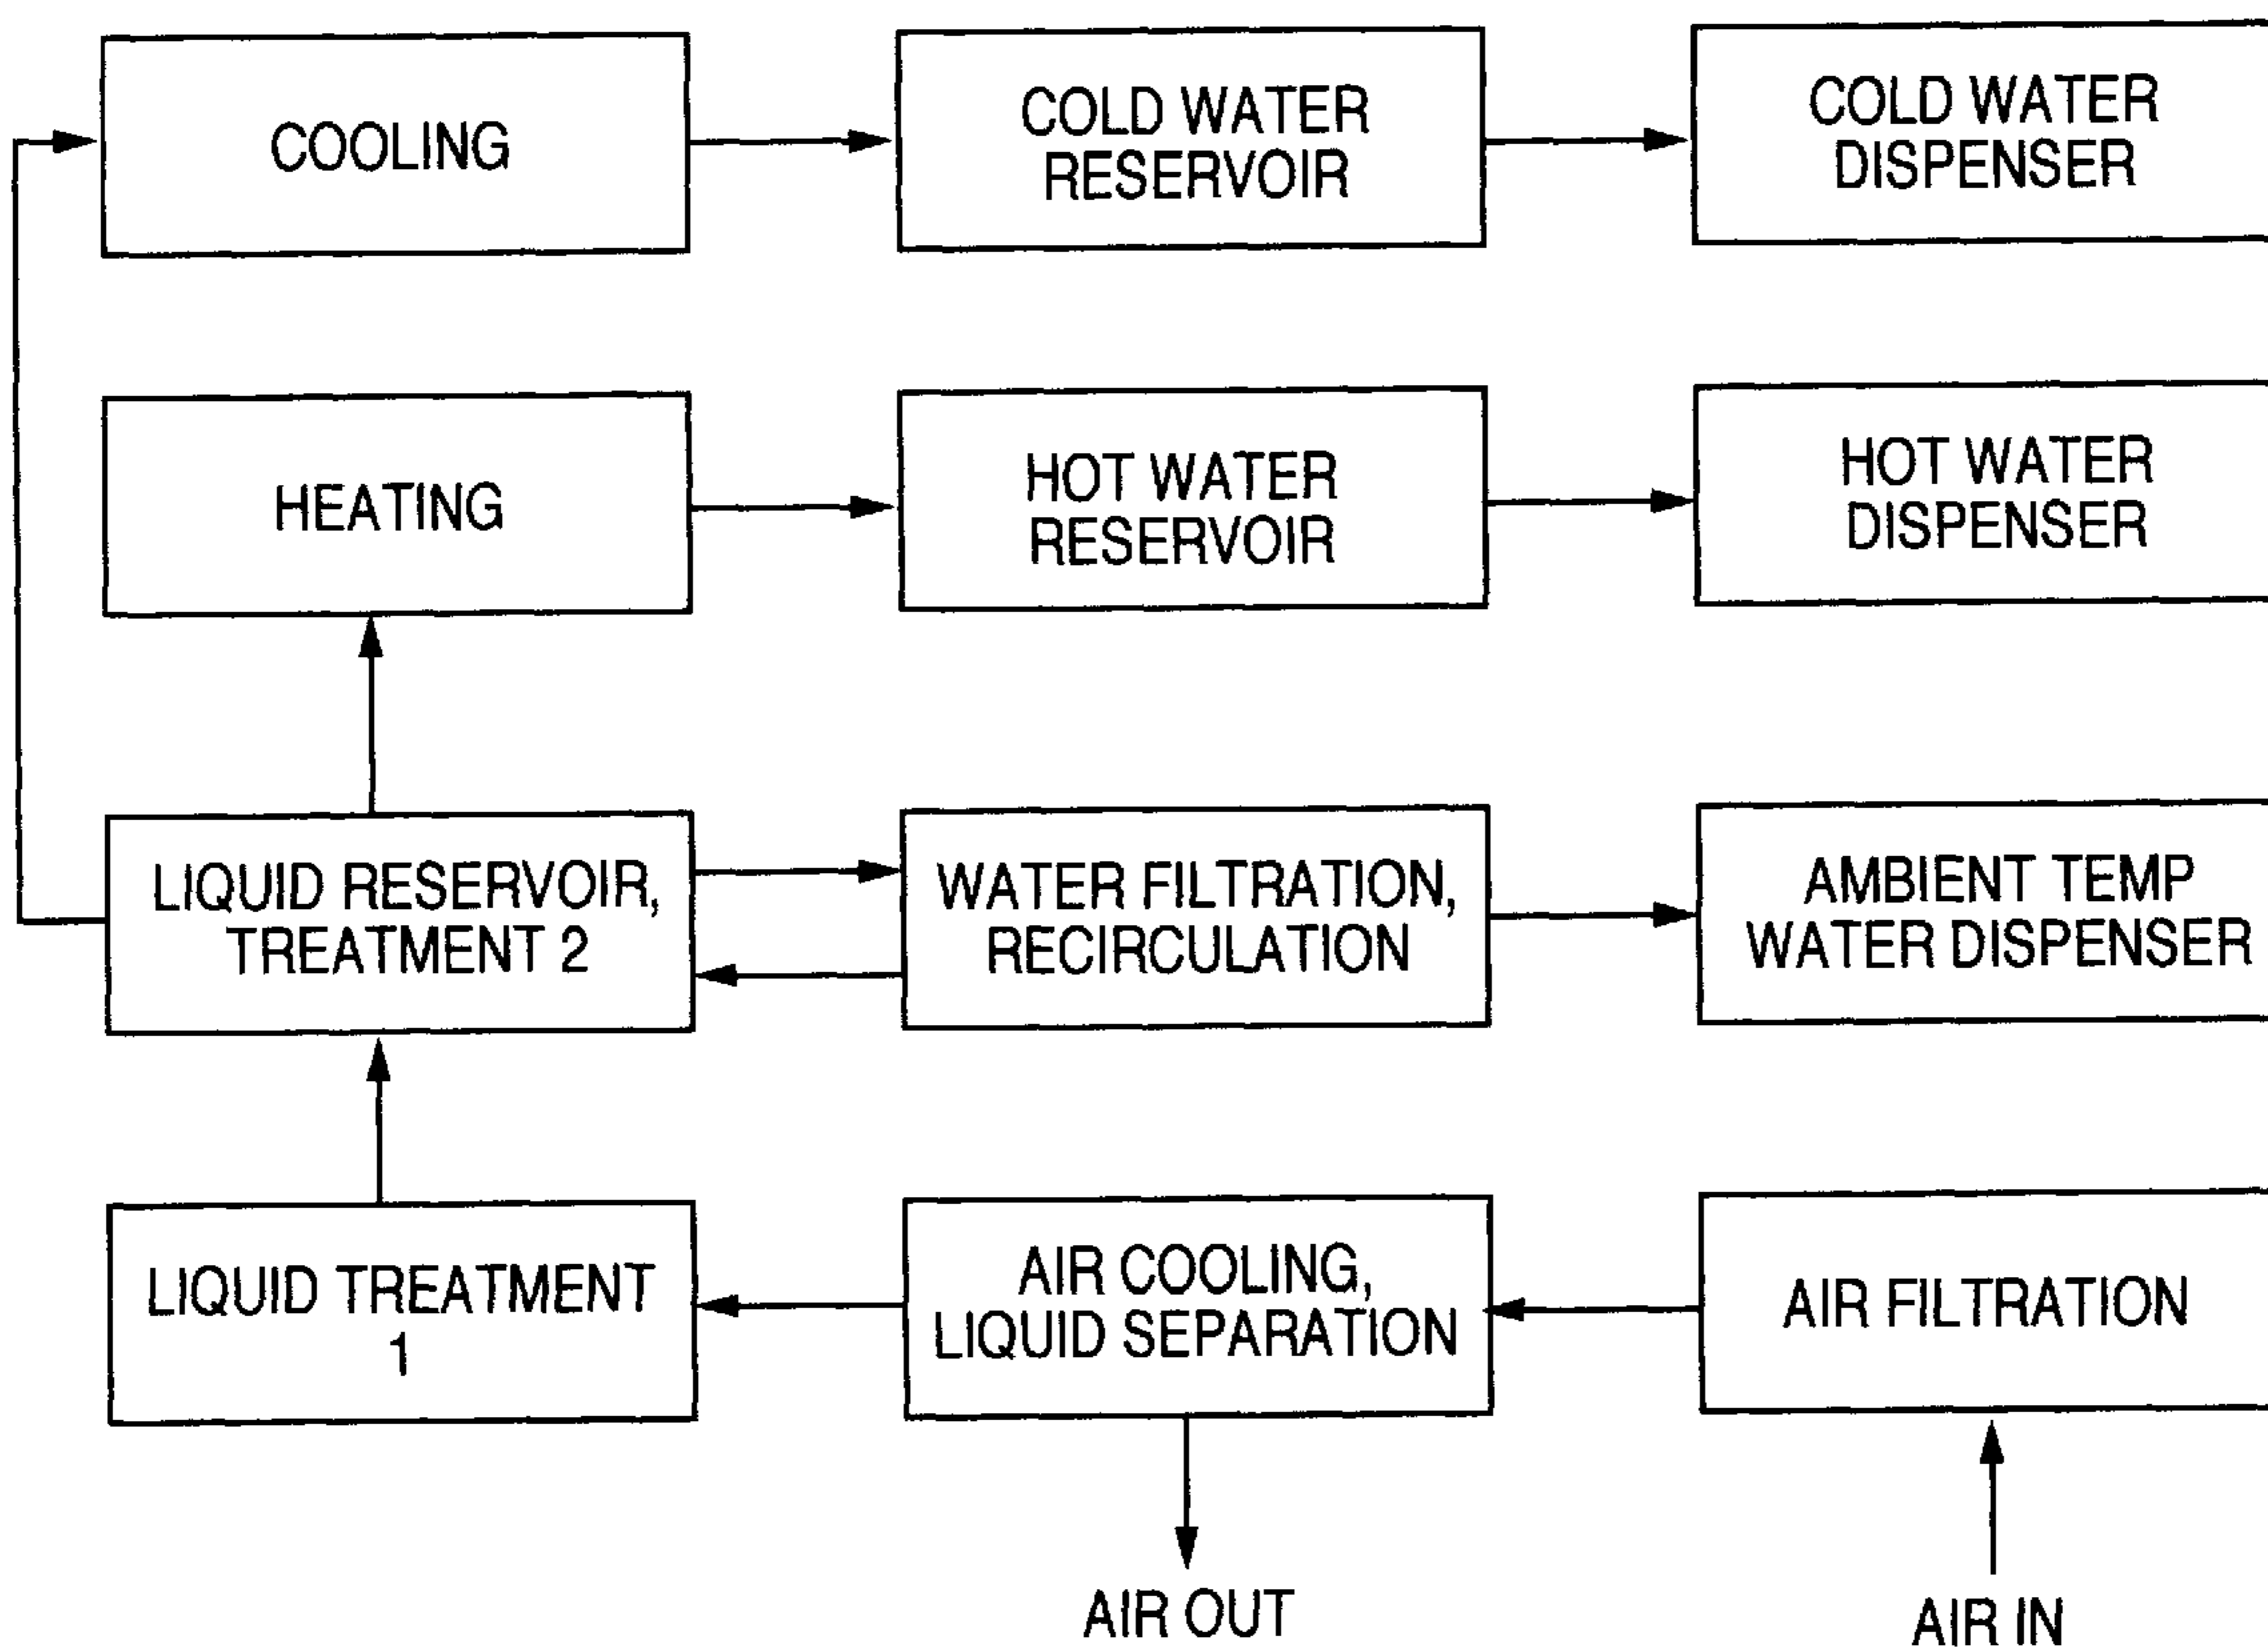 COOLING
COLD WATER
RESERVOIR
COLD WATER
DISPENSER
HEATING
HOT WATER
RESERVOIR
HOT WATER
DISPENSER
LIQUID RESERVOIR,
TREATMENT 2
WATER FILTRATION,
RECIRCULATION
AMBIENT TEMP
WATER DISPENSER
LIQUID TREATMENT
1
AIR COOLING,
LIQUID SEPARATION
AIR FILTRATION
AIR OUT
AIR IN